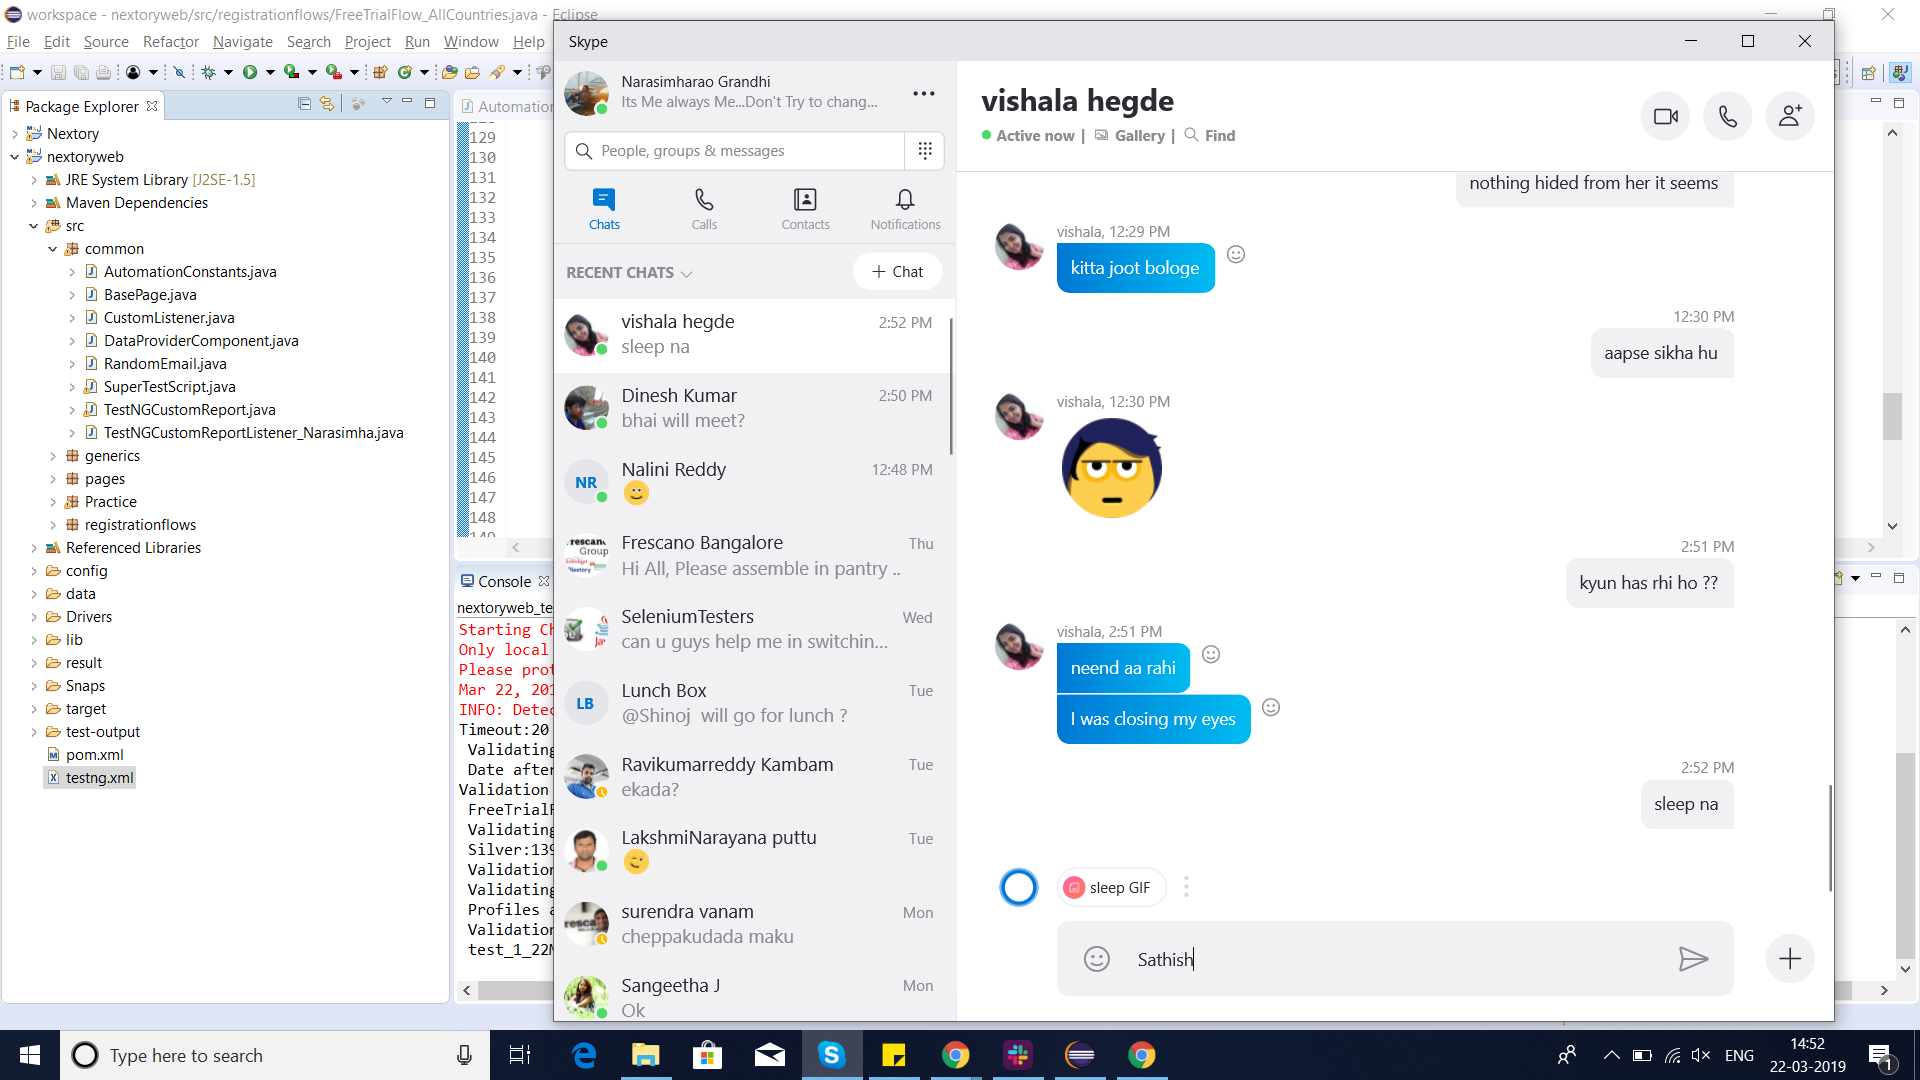 workspace - nextoryweb/src/registrationflows/FreeTrialFlow_AllCountries.java - Eclipse
File Edit Source Refactor Navigate Search Project Run Window Help
Package Explorer
Nextory
nextoryweb
JRE System Library [J2SE-1.5]
Maven Dependencies
src
common
AutomationConstants.java
BasePage.java
CustomListener.java
DataProviderComponent.java
RandomEmail.java
SuperTestScript.java
TestNGCustomReport.java
TestNGCustomReportListener_Narasimha.java
generics
pages
Practice
registrationflows
Referenced Libraries
config
data
Drivers
lib
result
Snaps
target
test-output
pom.xml
testng.xml
Automation
129
130
131
132
133
134
135
136
137
138
139
140
141
142
143
144
145
146
147
148
Console
nextoryweb_te
Starting Ch
Only local
Please prot
Mar 22, 201
INFO: Detec
Timeout:20
Validating
Date after
Validation
FreeTrialF
Validating
Silver:139
Validation
Validating
Profiles a
Validation
test_1_22M
Skype
Narasimharao Grandhi
Its Me always Me...Don't Try to chang...
People, groups & messages
Chats Calls Contacts Notifications
RECENT CHATS
+ Chat
vishala hegde 2:52 PM
sleep na
Dinesh Kumar 2:50 PM
bhai will meet?
NR
Nalini Reddy 12:48 PM
Frescano Bangalore Thu
Hi All, Please assemble in pantry ..
SeleniumTesters Wed
can u guys help me in switchin...
LB
Lunch Box Tue
@Shinoj will go for lunch ?
Ravikumarreddy Kambam Tue
ekada?
LakshmiNarayana puttu Tue
surendra vanam Mon
cheppakudada maku
Sangeetha J Mon
Ok
vishala hegde
Active now | Gallery | Find
nothing hided from her it seems
vishala, 12:29 PM
kitta joot bologe
12:30 PM
aapse sikha hu
vishala, 12:30 PM
2:51 PM
kyun has rhi ho ??
vishala, 2:51 PM
neend aa rahi
I was closing my eyes
2:52 PM
sleep na
sleep GIF
Sathish
Type here to search
ENG
14:52
22-03-2019
1